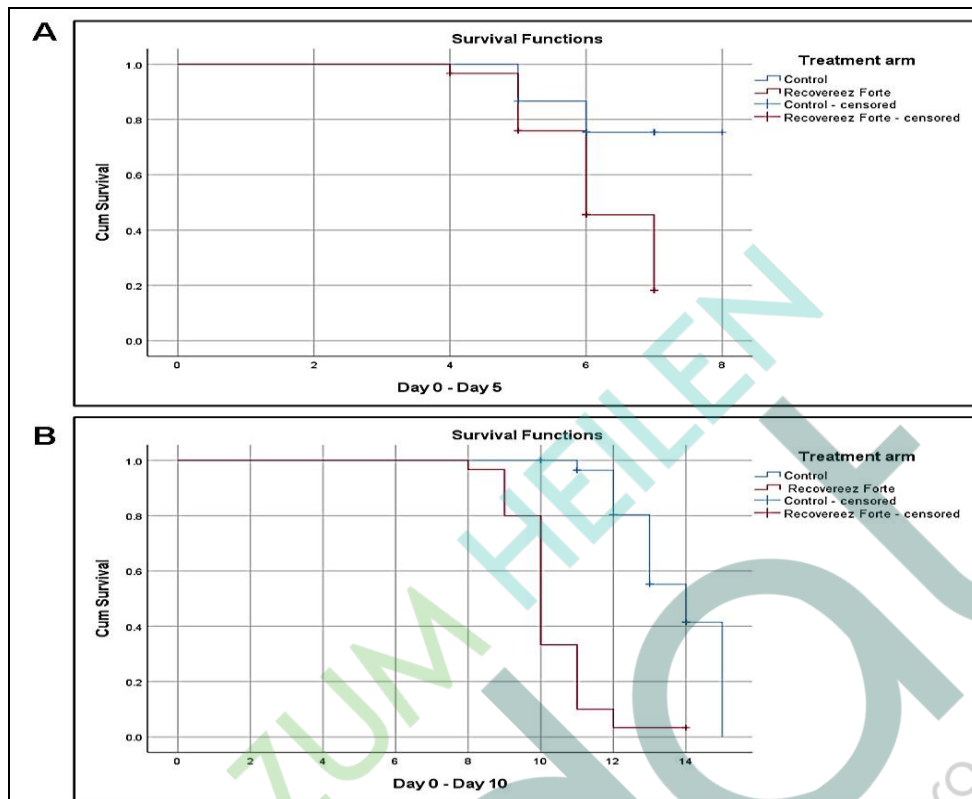 A
Survival Functions
1.0
0.8
0.6
0.4
0.2
0.0
Cum Survival
0 2 4 6 8
Day 0 - Day 5
Treatment arm
Control
Recovereez Forte
Control - censored
Recovereez Forte - censored
B
Survival Functions
1.0
0.8
0.6
0.4
0.2
0.0
Cum Survival
0 2 4 6 8 10 12 14
Day 0 - Day 10
Treatment arm
Control
Recovereez Forte
Control - censored
Recovereez Forte - censored
ZUM HEILEN